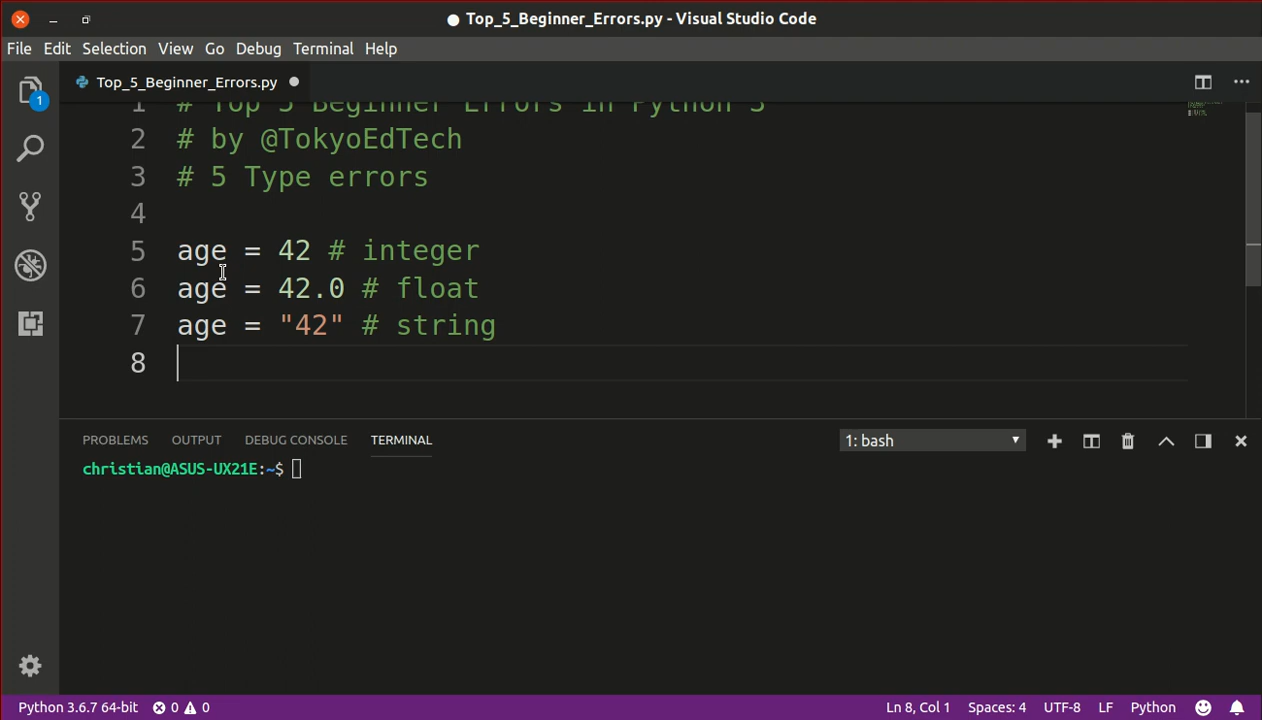 Top_5_Beginner_Errors.py - Visual Studio Code
File Edit Selection View Go Debug Terminal Help
Top_5_Beginner_Errors.py
1
1 # Top 5 Beginner Errors in Python 3
2 # by @TokyoEdTech
3 # 5 Type errors
4
5 age = 42 # integer
6 age = 42.0 # float
7 age = "42" # string
8
PROBLEMS OUTPUT DEBUG CONSOLE TERMINAL 1: bash
christian@ASUS-UX21E:~$
Python 3.6.7 64-bit 0 0 Ln 8, Col 1 Spaces: 4 UTF-8 LF Python